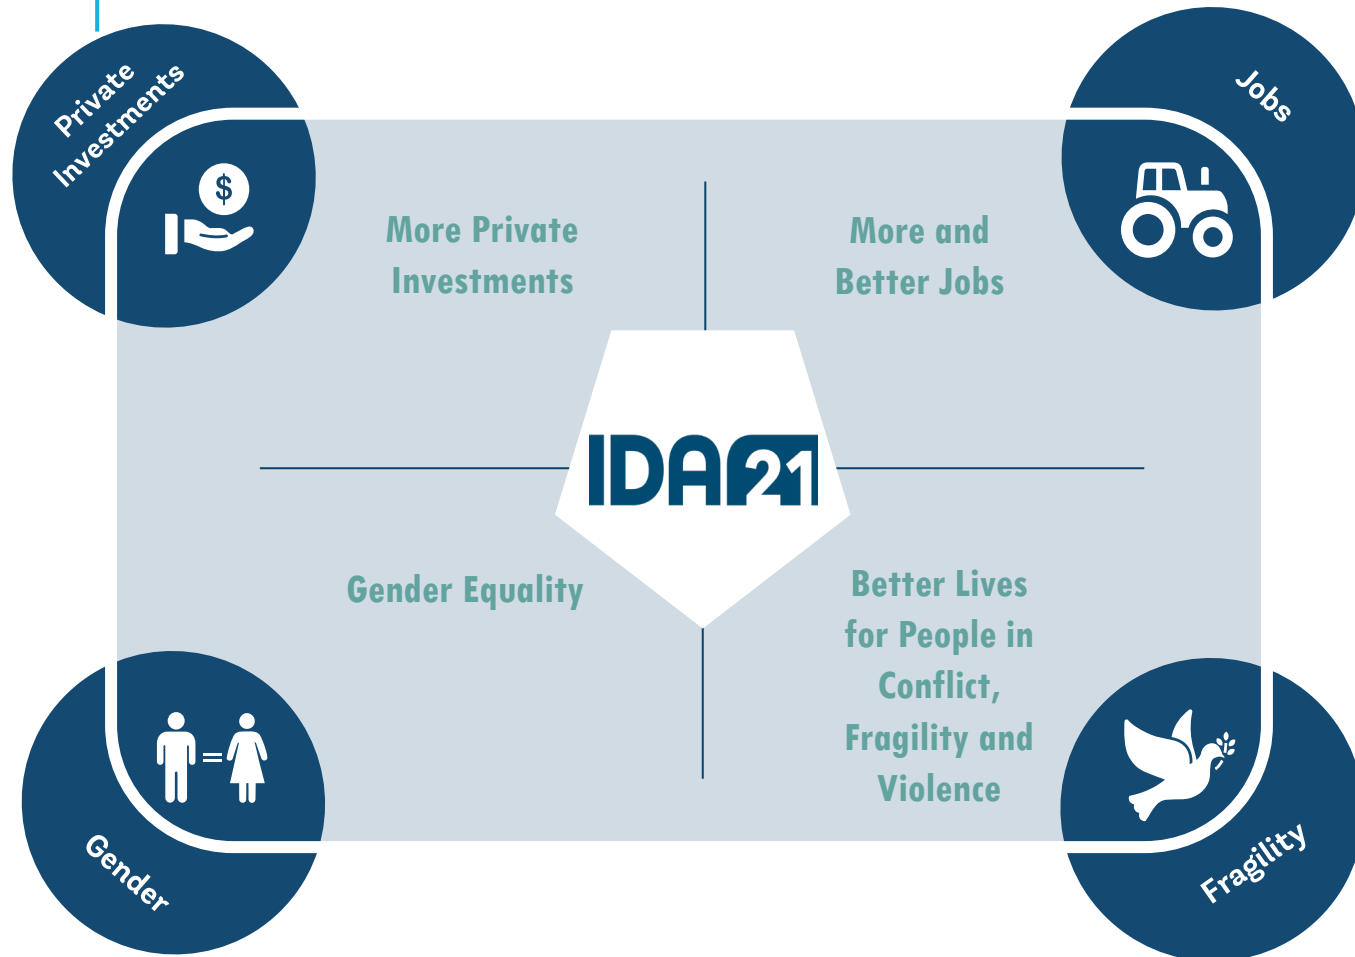 Private
Investments
$
Jobs
More Private
Investments
More and
Better Jobs
IDA21
Gender Equality
Better Lives
for People in
Conflict,
Fragility and
Violence
=
Gender
Fragility